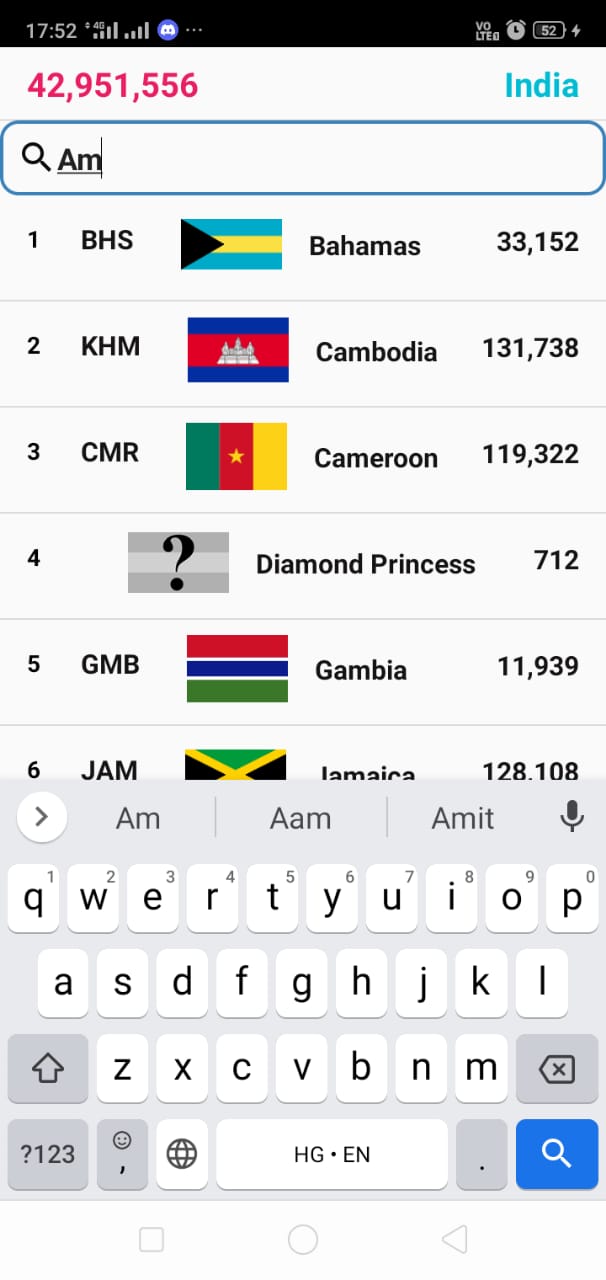 17:52 4G VO LTE 52
42,951,556 India
Am
1 BHS Bahamas 33,152
2 KHM Cambodia 131,738
3 CMR Cameroon 119,322
4 ? Diamond Princess 712
5 GMB Gambia 11,939
6 JAM Jamaica 128,108
Am Aam Amit
1 2 3 4 5 6 7 8 9 0
q w e r t y u i o p
a s d f g h j k l
z x c v b n m
?123 , HG • EN .